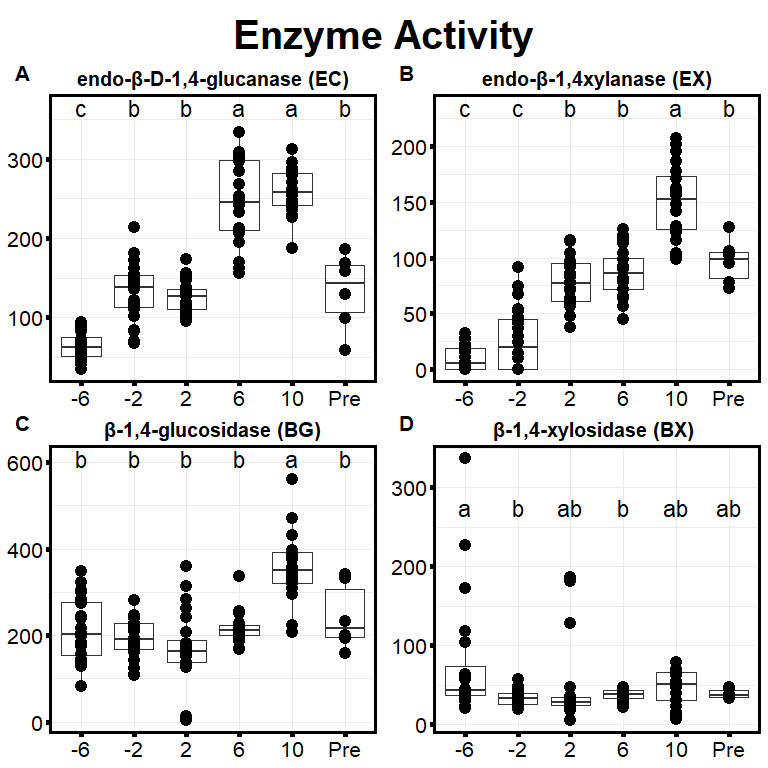 Enzyme Activity
A
endo-β-D-1,4-glucanase (EC)
c b b a a b
300
200
100
-6 -2 2 6 10 Pre
B
endo-β-1,4xylanase (EX)
c c b b a b
200
150
100
50
0
-6 -2 2 6 10 Pre
C
β-1,4-glucosidase (BG)
b b b b a b
600
400
200
0
-6 -2 2 6 10 Pre
D
β-1,4-xylosidase (BX)
a b ab b ab ab
300
200
100
0
-6 -2 2 6 10 Pre